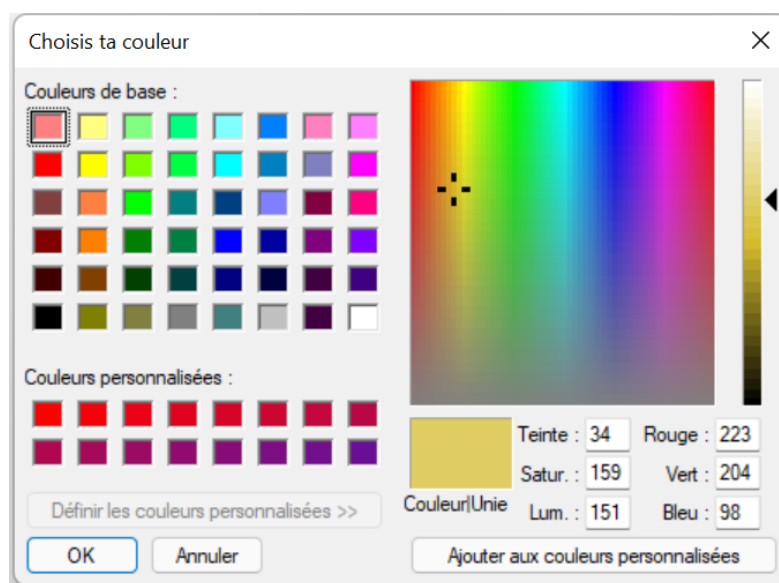 Choisis ta couleur
Couleurs de base :
Couleurs personnalisées :
Définir les couleurs personnalisées >>
OK
Annuler
Couleur|Unie
Teinte : 34
Satur. : 159
Lum. : 151
Rouge : 223
Vert : 204
Bleu : 98
Ajouter aux couleurs personnalisées